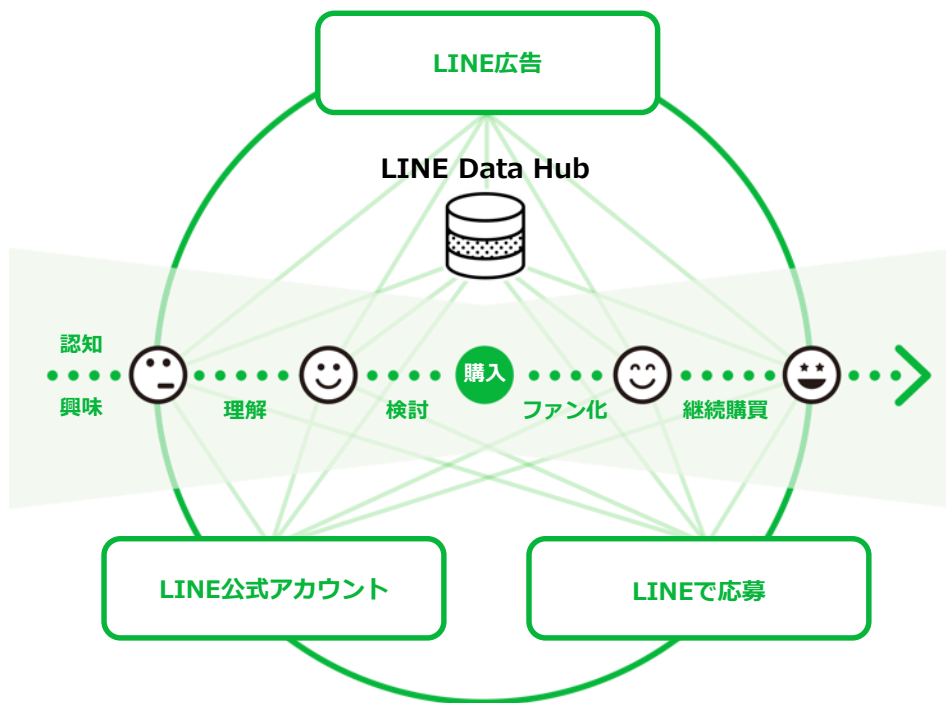 LINE広告
LINE Data Hub
認知
興味
理解
検討
購入
ファン化
継続購買
LINE公式アカウント
LINEで応募